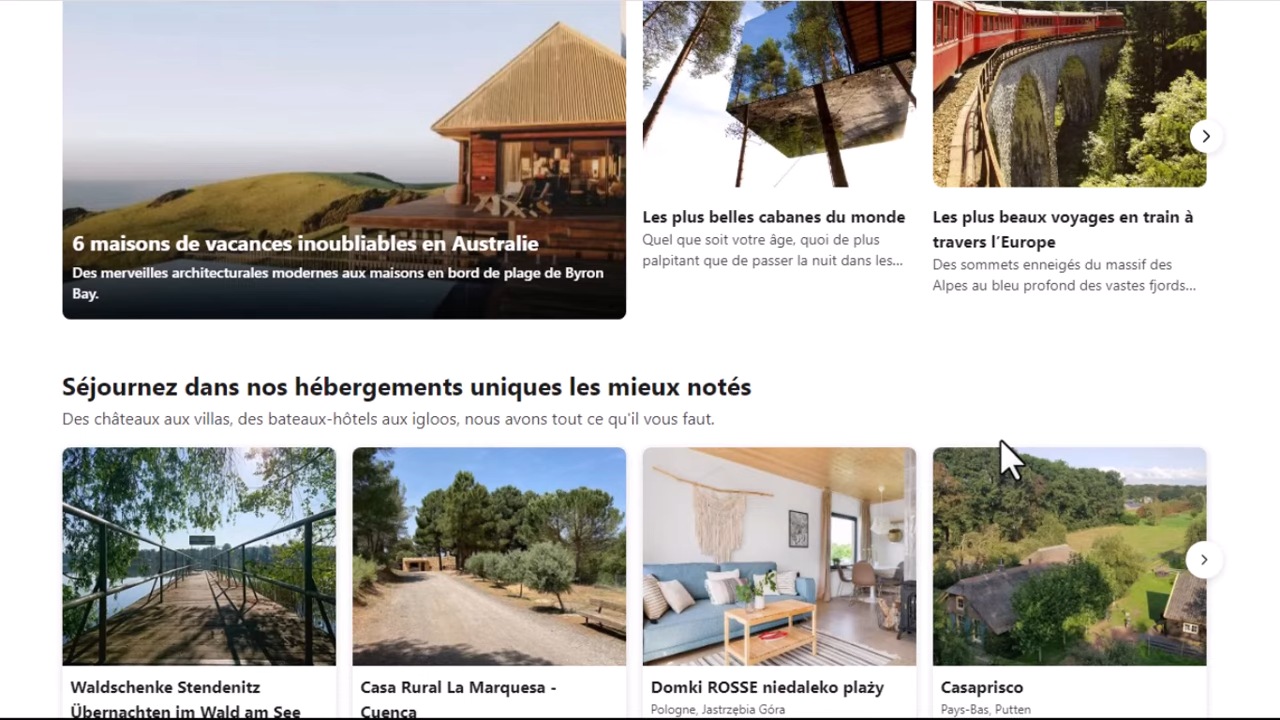 6 maisons de vacances inoubliables en Australie
Des merveilles architecturales modernes aux maisons en bord de plage de Byron
Bay.
Les plus belles cabanes du monde
Quel que soit votre âge, quoi de plus
palpitant que de passer la nuit dans les...
Les plus beaux voyages en train à
travers l’Europe
Des sommets enneigés du massif des
Alpes au bleu profond des vastes fjords...
Séjournez dans nos hébergements uniques les mieux notés
Des châteaux aux villas, des bateaux-hôtels aux igloos, nous avons tout ce qu'il vous faut.
Waldschenke Stendenitz
Übernachten im Wald am See
Casa Rural La Marquesa -
Cuenca
Domki ROSSE niedaleko plaży
Pologne, Jastrzębia Góra
Casaprisco
Pays-Bas, Putten